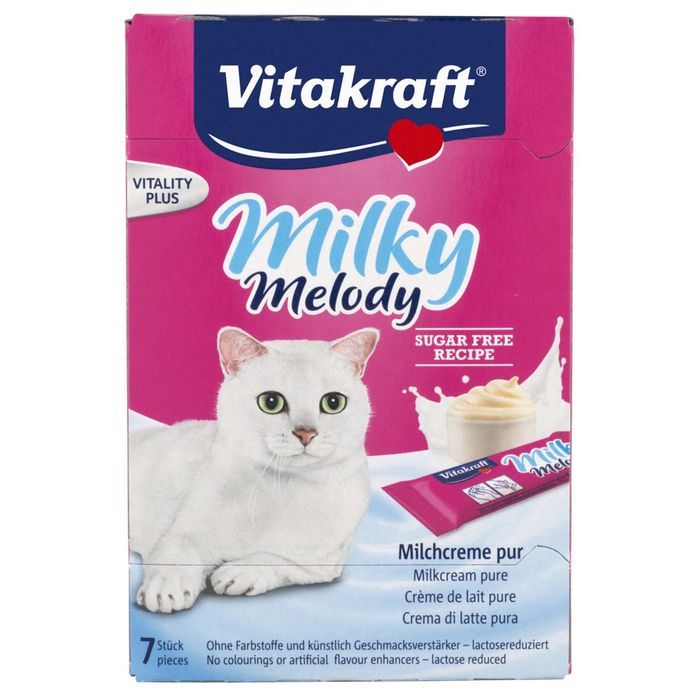 Vitakraft®
VITALITY
PLUS
Milky
Melody
SUGAR FREE
RECIPE
Vitakraft
Milky
Melody
Milchcreme pur
Milkcream pure
Crème de lait pure
Crema di latte pura
7 Stück
pieces
Ohne Farbstoffe und künstlich Geschmacksverstärker – lactosereduziert
No colourings or artificial flavour enhancers – lactose reduced